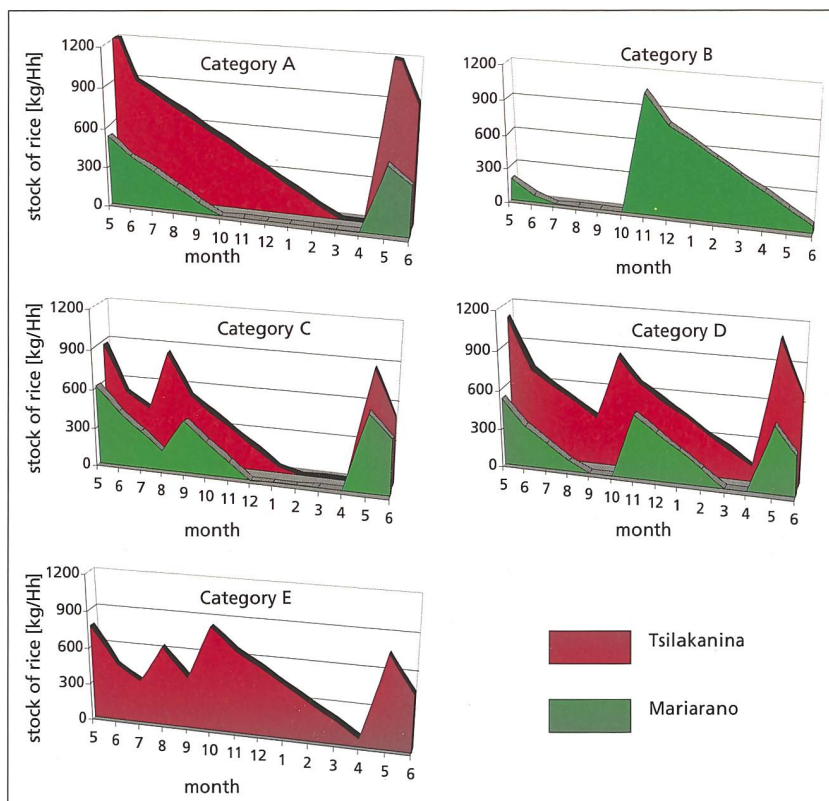 Category A
stock of rice [kg/Hh]
1200
900
600
300
0
5 6 7 8 9 10 11 12 1 2 3 4 5 6
month
Category B
1200
900
600
300
0
5 6 7 8 9 10 11 12 1 2 3 4 5 6
month
Category C
stock of rice [kg/Hh]
1200
900
600
300
0
5 6 7 8 9 10 11 12 1 2 3 4 5 6
month
Category D
1200
900
600
300
0
5 6 7 8 9 10 11 12 1 2 3 4 5 6
month
Category E
stock of rice [kg/Hh]
1200
900
600
300
0
5 6 7 8 9 10 11 12 1 2 3 4 5 6
month
Tsilakanina
Mariarano